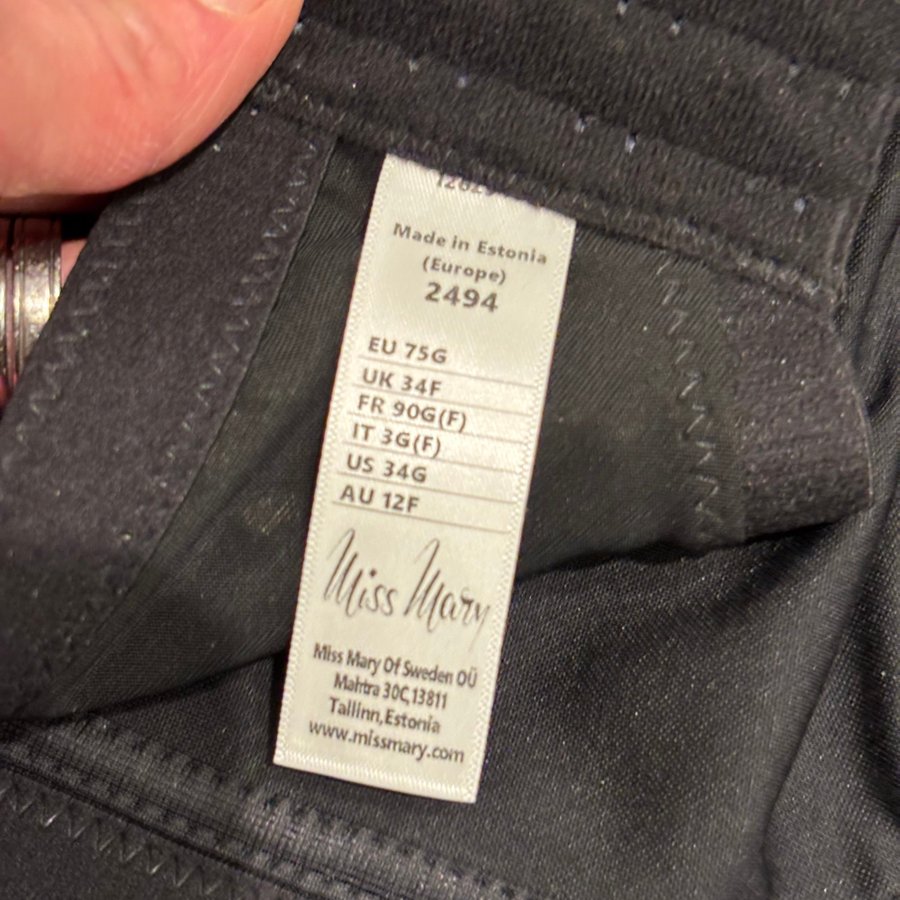 Made in Estonia
(Europe)
2494
EU 75G
UK 34F
FR 90G(F)
IT 3G(F)
US 34G
AU 12F
Miss Mary
Miss Mary Of Sweden OÜ
Mahtra 30C,13811
Tallinn,Estonia
www.missmary.com